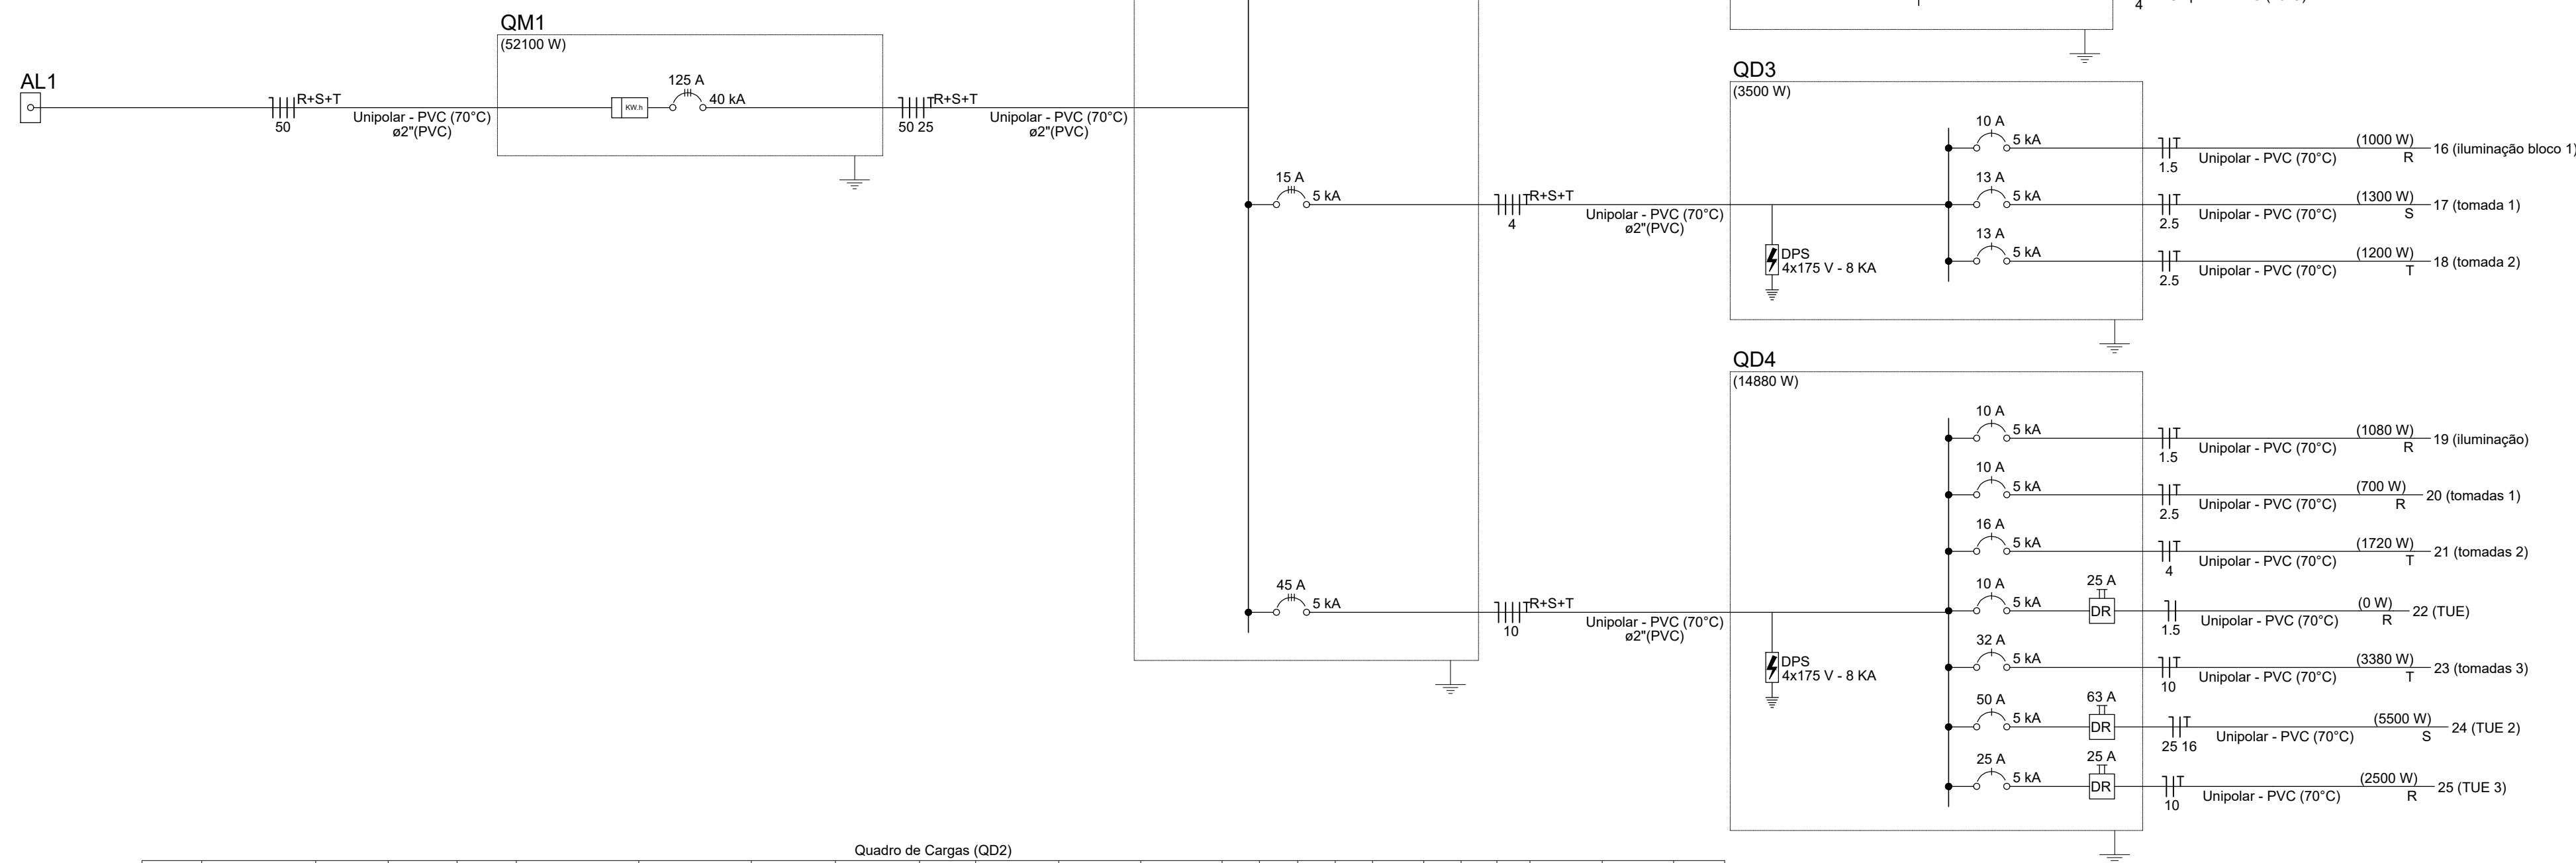 QM1
(52100 W)
AL1
R+S+T
50
Unipolar - PVC (70°C)
ø2"(PVC)
KW.h
125 A
40 kA
T R+S+T
50 25
Unipolar - PVC (70°C)
ø2"(PVC)
15 A
5 kA
T R+S+T
4
Unipolar - PVC (70°C)
ø2"(PVC)
45 A
5 kA
T R+S+T
10
Unipolar - PVC (70°C)
ø2"(PVC)
4
QD3
(3500 W)
DPS
4x175 V - 8 KA
10 A
5 kA
T
1.5
Unipolar - PVC (70°C)
(1000 W)
R
16 (iluminação bloco 1)
13 A
5 kA
T
2.5
Unipolar - PVC (70°C)
(1300 W)
S
17 (tomada 1)
13 A
5 kA
T
2.5
Unipolar - PVC (70°C)
(1200 W)
T
18 (tomada 2)
QD4
(14880 W)
DPS
4x175 V - 8 KA
10 A
5 kA
T
1.5
Unipolar - PVC (70°C)
(1080 W)
R
19 (iluminação)
10 A
5 kA
T
2.5
Unipolar - PVC (70°C)
(700 W)
R
20 (tomadas 1)
16 A
5 kA
T
4
Unipolar - PVC (70°C)
(1720 W)
T
21 (tomadas 2)
10 A
5 kA
25 A
DR
1.5
Unipolar - PVC (70°C)
(0 W)
R
22 (TUE)
32 A
5 kA
T
10
Unipolar - PVC (70°C)
(3380 W)
T
23 (tomadas 3)
50 A
5 kA
63 A
DR
T
25 16
Unipolar - PVC (70°C)
(5500 W)
S
24 (TUE 2)
25 A
5 kA
25 A
DR
T
10
Unipolar - PVC (70°C)
(2500 W)
R
25 (TUE 3)
Quadro de Cargas (QD2)